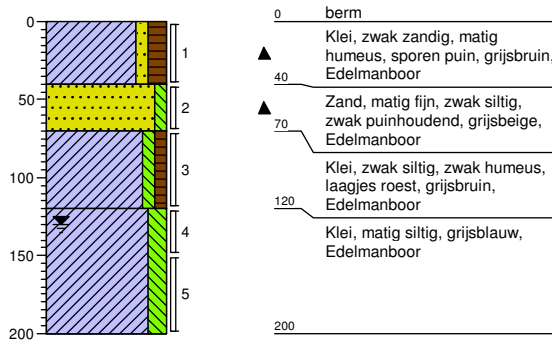 0
50
100
150
200
1
2
3
4
5
0
berm
Klei, zwak zandig, matig
humeus, sporen puin, grijsbruin,
Edelmanboor
40
Zand, matig fijn, zwak siltig,
zwak puinhoudend, grijsbeige,
Edelmanboor
70
Klei, zwak siltig, zwak humeus,
laagjes roest, grijsbruin,
Edelmanboor
120
Klei, matig siltig, grijsblauw,
Edelmanboor
200